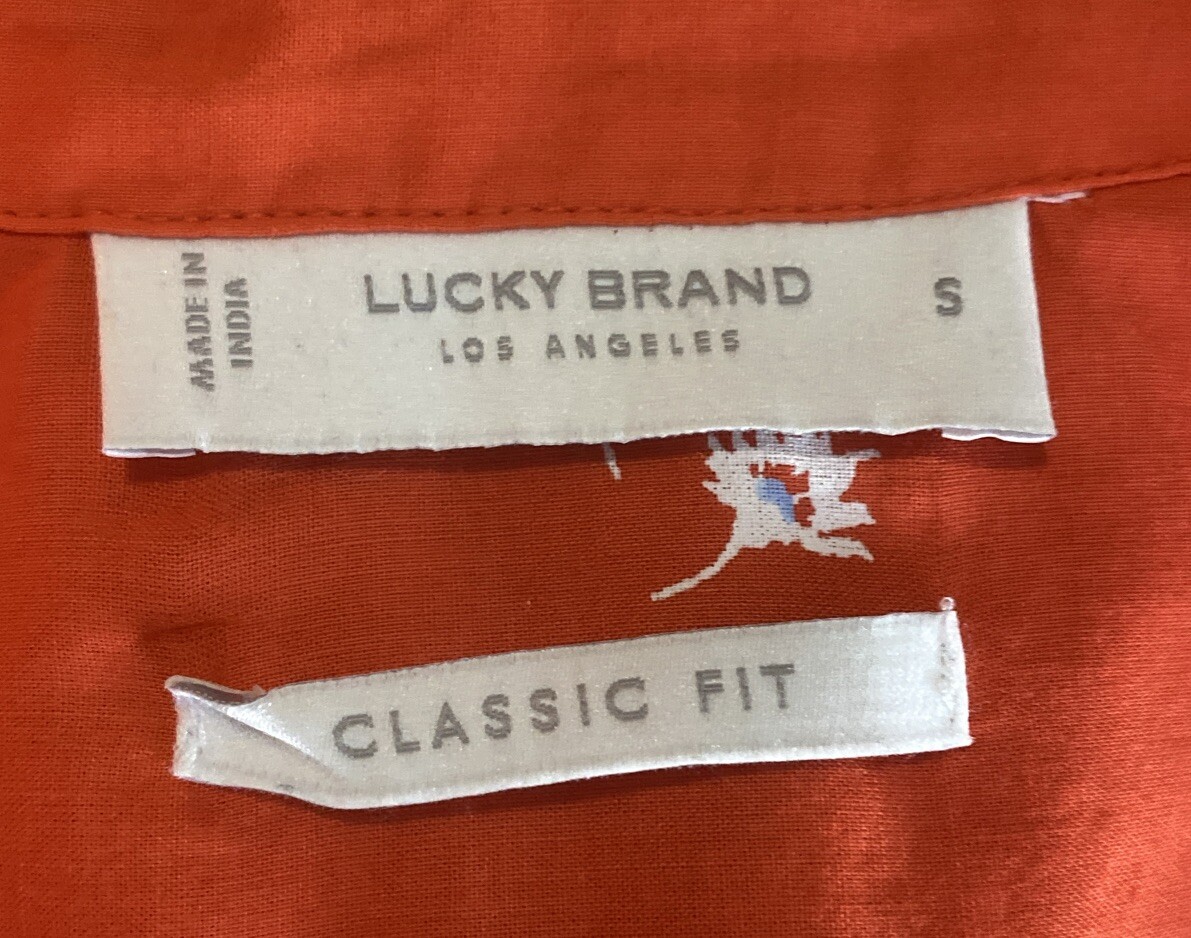 MADE IN
INDIA
LUCKY BRAND
LOS ANGELES
S
CLASSIC FIT